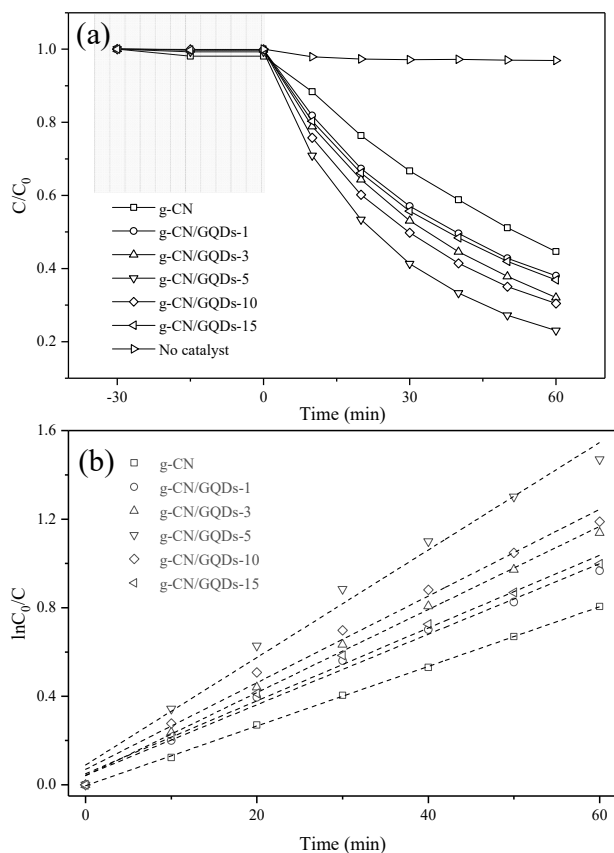 (a)
1.0
0.8
0.6
0.4
0.2
C/C0
g-CN
g-CN/GQDs-1
g-CN/GQDs-3
g-CN/GQDs-5
g-CN/GQDs-10
g-CN/GQDs-15
No catalyst
-30 0 30 60
Time (min)
(b)
1.6
1.2
0.8
0.4
0.0
lnC0/C
g-CN
g-CN/GQDs-1
g-CN/GQDs-3
g-CN/GQDs-5
g-CN/GQDs-10
g-CN/GQDs-15
0 20 40 60
Time (min)